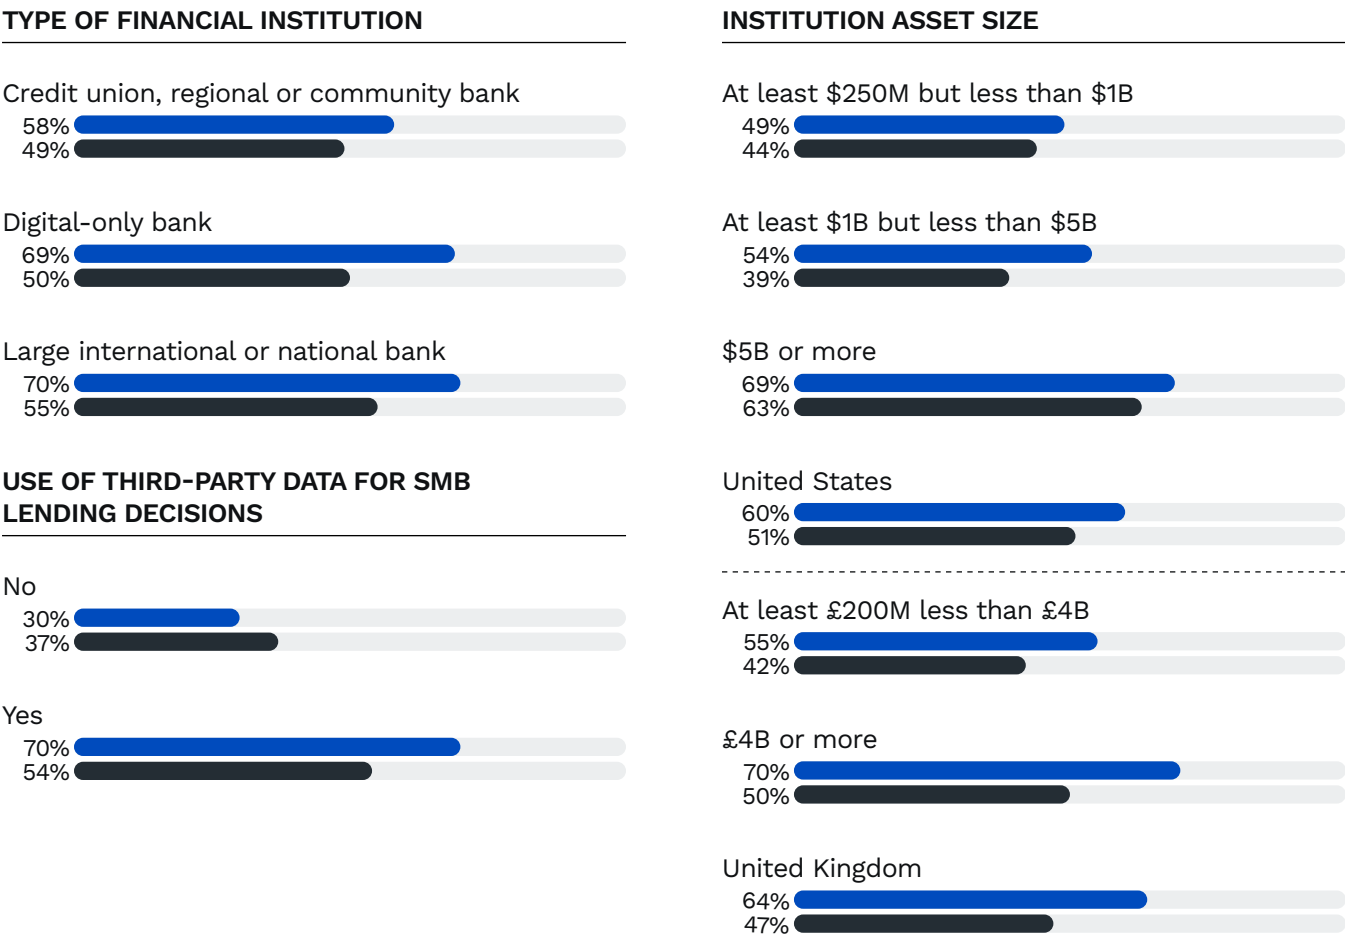 TYPE OF FINANCIAL INSTITUTION
Credit union, regional or community bank
58%
49%
Digital-only bank
69%
50%
Large international or national bank
70%
55%
USE OF THIRD-PARTY DATA FOR SMB
LENDING DECISIONS
No
30%
37%
Yes
70%
54%
INSTITUTION ASSET SIZE
At least $250M but less than $1B
49%
44%
At least $1B but less than $5B
54%
39%
$5B or more
69%
63%
United States
60%
51%
At least £200M less than £4B
55%
42%
£4B or more
70%
50%
United Kingdom
64%
47%